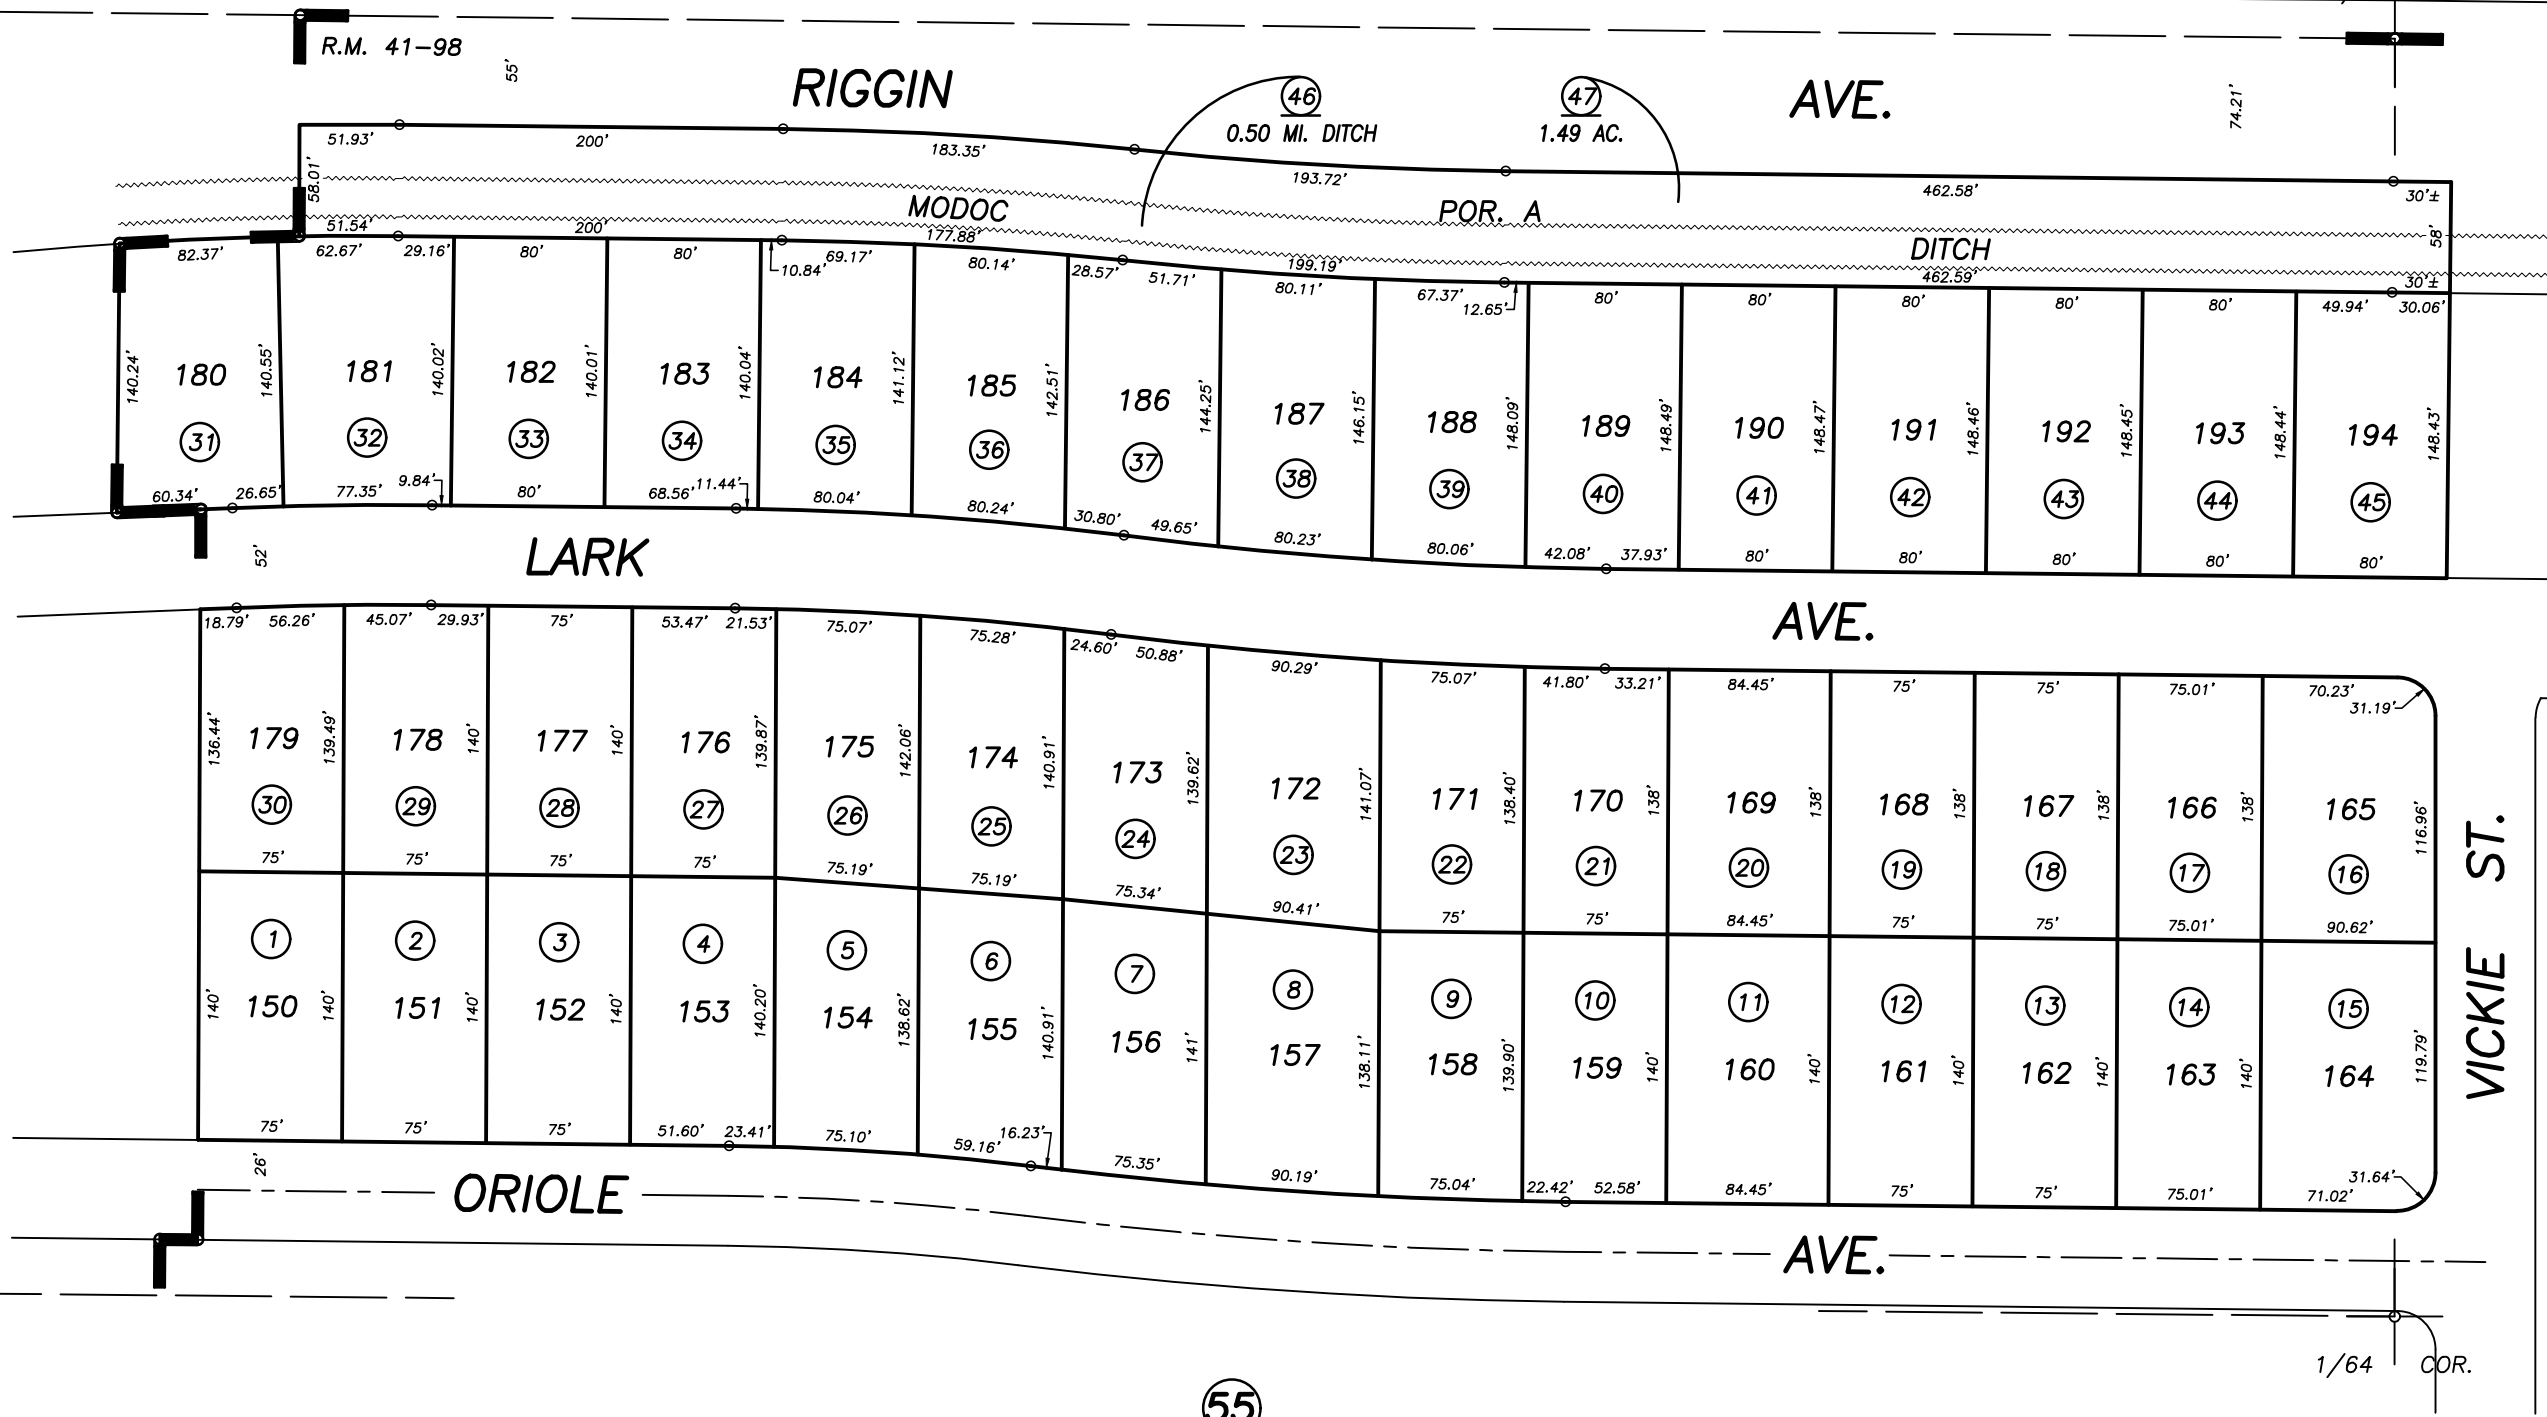 R.M. 41-98
55'
RIGGIN AVE.
46
0.50 MI. DITCH
47
1.49 AC.
74.21'
51.93' 200' 183.35' 193.72' 462.58' 30'±
58.01'
MODOC POR. A DITCH
58'
51.54' 200' 177.88' 199.19' 462.59' 30'±
82.37' 62.67' 29.16' 80' 80' 10.84' 69.17' 80.14' 28.57' 51.71' 80.11' 67.37' 12.65' 80' 80' 80' 80' 80' 49.94' 30.06'
140.24' 140.55' 140.02' 140.01' 140.04' 141.12' 142.51' 144.25' 146.15' 148.09' 148.49' 148.47' 148.46' 148.45' 148.44' 148.43'
180 181 182 183 184 185 186 187 188 189 190 191 192 193 194
31 32 33 34 35 36 37 38 39 40 41 42 43 44 45
60.34' 26.65' 77.35' 9.84' 80' 68.56' 11.44' 80.04' 80.24' 30.80' 49.65' 80.23' 80.06' 42.08' 37.93' 80' 80' 80' 80' 80'
52'
LARK AVE.
18.79' 56.26' 45.07' 29.93' 75' 53.47' 21.53' 75.07' 75.28' 24.60' 50.88' 90.29' 75.07' 41.80' 33.21' 84.45' 75' 75' 75.01' 70.23'
31.19'
136.44' 139.49' 140' 140' 139.87' 142.06' 140.91' 139.62' 141.07' 138.40' 138' 138' 138' 138' 138' 116.96'
179 178 177 176 175 174 173 172 171 170 169 168 167 166 165
30 29 28 27 26 25 24 23 22 21 20 19 18 17 16
75' 75' 75' 75' 75.19' 75.19' 75.34' 90.41' 75' 75' 84.45' 75' 75' 75.01' 90.62'
VICKIE ST.
1 2 3 4 5 6 7 8 9 10 11 12 13 14 15
150 151 152 153 154 155 156 157 158 159 160 161 162 163 164
140' 140' 140' 140' 140.20' 138.62' 140.91' 141' 138.11' 139.90' 140' 140' 140' 140' 140' 119.79'
75' 75' 75' 51.60' 23.41' 75.10' 59.16' 16.23' 75.35' 90.19' 75.04' 22.42' 52.58' 84.45' 75' 75' 75.01' 71.02'
31.64'
26'
ORIOLE AVE.
1/64 COR.
55